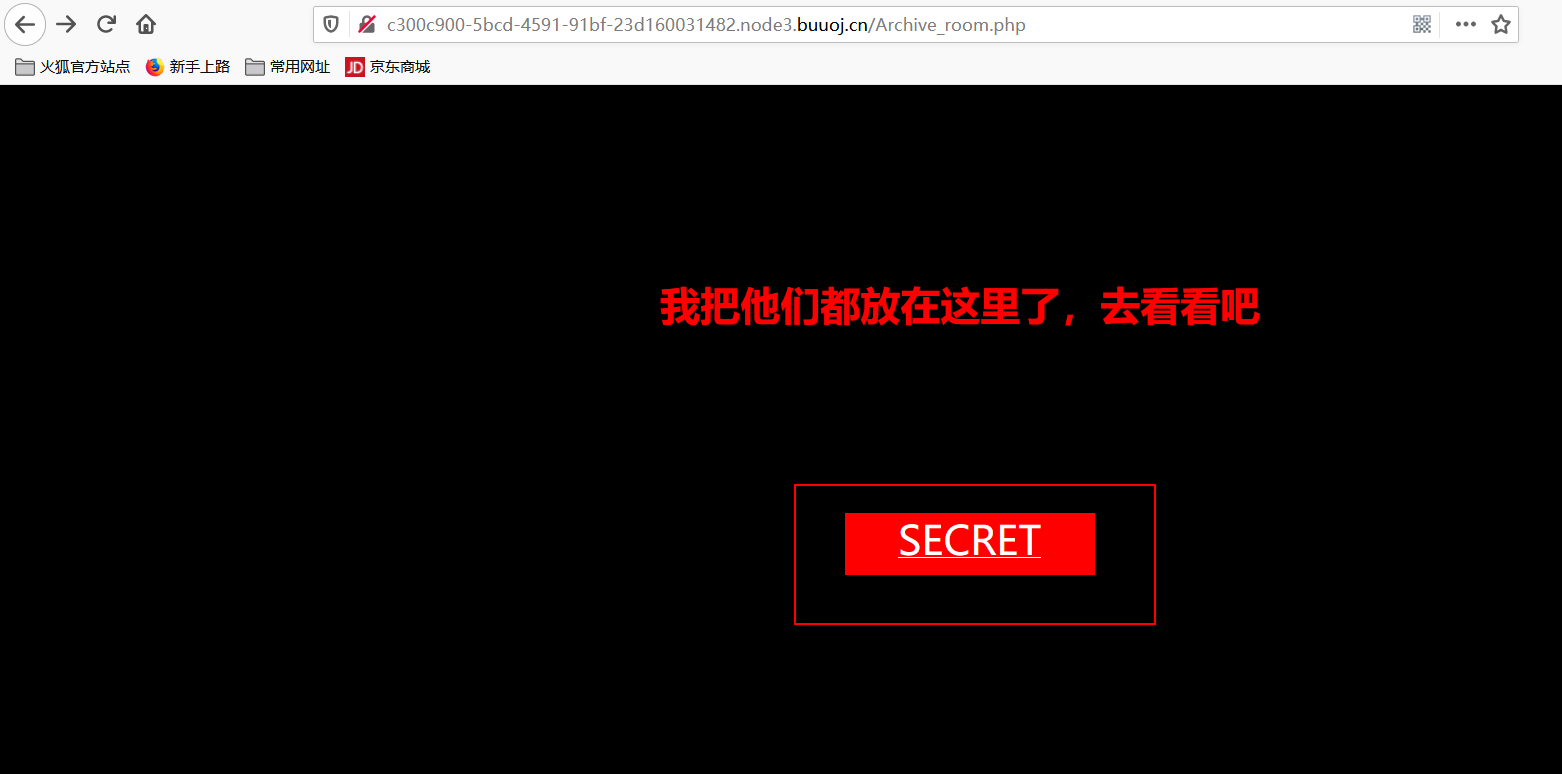 c300c900-5bcd-4591-91bf-23d160031482.node3.buuoj.cn/Archive_room.php
火狐官方站点 新手上路 常用网址 JD 京东商城
我把他们都放在这里了，去看看吧
SECRET